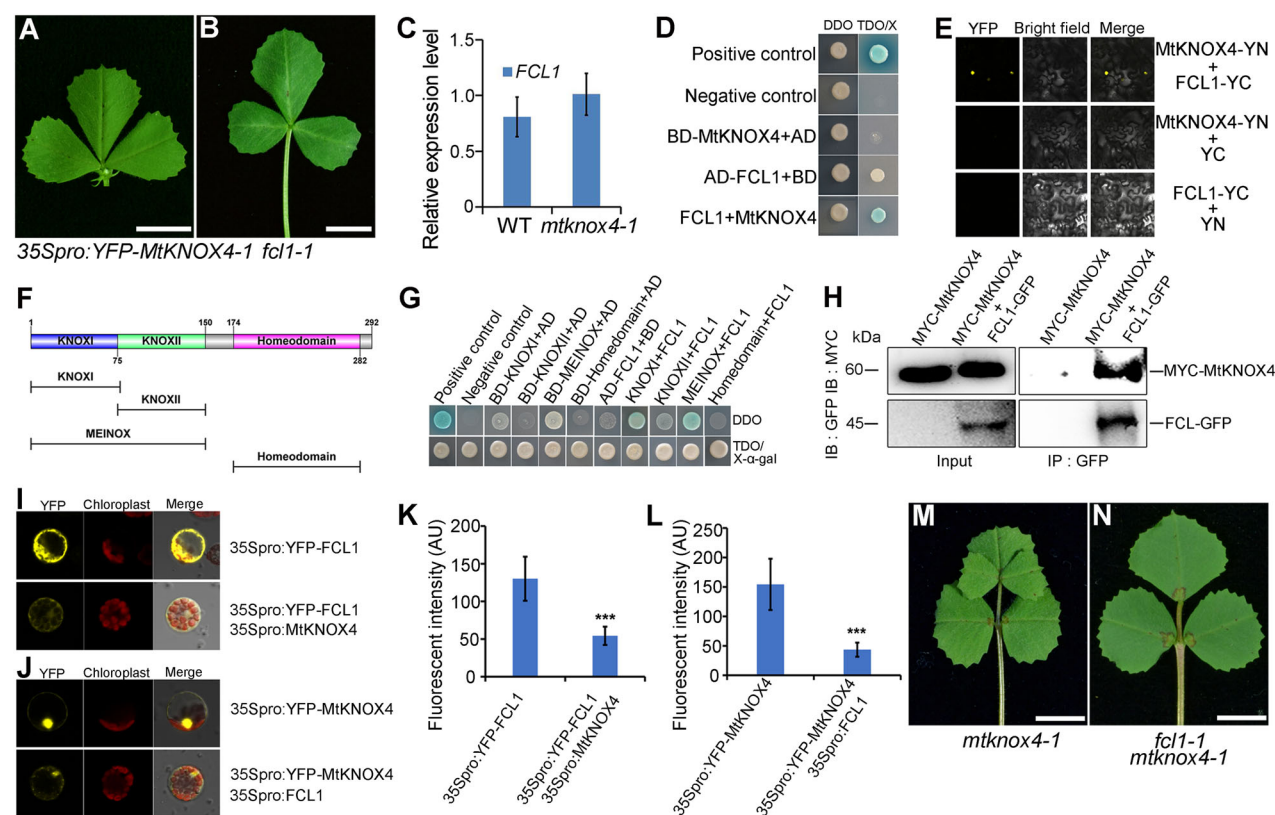 A
B
35Spro:YFP-MtKNOX4-1 fcl1-1
C
Relative expression level
1.5
1.0
0.5
0
FCL1
WT
mtknox4-1
D
DDO TDO/X
Positive control
Negative control
BD-MtKNOX4+AD
AD-FCL1+BD
FCL1+MtKNOX4
E
YFP Bright field Merge
MtKNOX4-YN
+
FCL1-YC
MtKNOX4-YN
+
YC
FCL1-YC
+
YN
F
1 150 174 292
KNOXI KNOXII Homeodomain
75 282
KNOXI
KNOXII
MEINOX
Homeodomain
G
Positive control
Negative control
BD-KNOXI+AD
BD-KNOXII+AD
BD-MEINOX+AD
BD-Homedomain+AD
AD-FCL1+BD
KNOXI+FCL1
KNOXII+FCL1
MEINOX+FCL1
Homedomain+FCL1
DDO
TDO/
X-α-gal
H
MYC-MtKNOX4
MYC-MtKNOX4
+
FCL1-GFP
MYC-MtKNOX4
MYC-MtKNOX4
+
FCL1-GFP
kDa
IB : GFP IB : MYC
60
45
MYC-MtKNOX4
FCL-GFP
Input
IP : GFP
I
YFP Chloroplast Merge
35Spro:YFP-FCL1
35Spro:YFP-FCL1
35Spro:MtKNOX4
J
YFP Chloroplast Merge
35Spro:YFP-MtKNOX4
35Spro:YFP-MtKNOX4
35Spro:FCL1
K
Fluorescent intensity (AU)
200
150
100
50
0
***
35Spro:YFP-FCL1
35Spro:YFP-FCL1
35Spro:MtKNOX4
L
Fluorescent intensity (AU)
250
200
150
100
50
0
***
35Spro:YFP-MtKNOX4
35Spro:YFP-MtKNOX4
35Spro:FCL1
M
mtknox4-1
N
fcl1-1
mtknox4-1